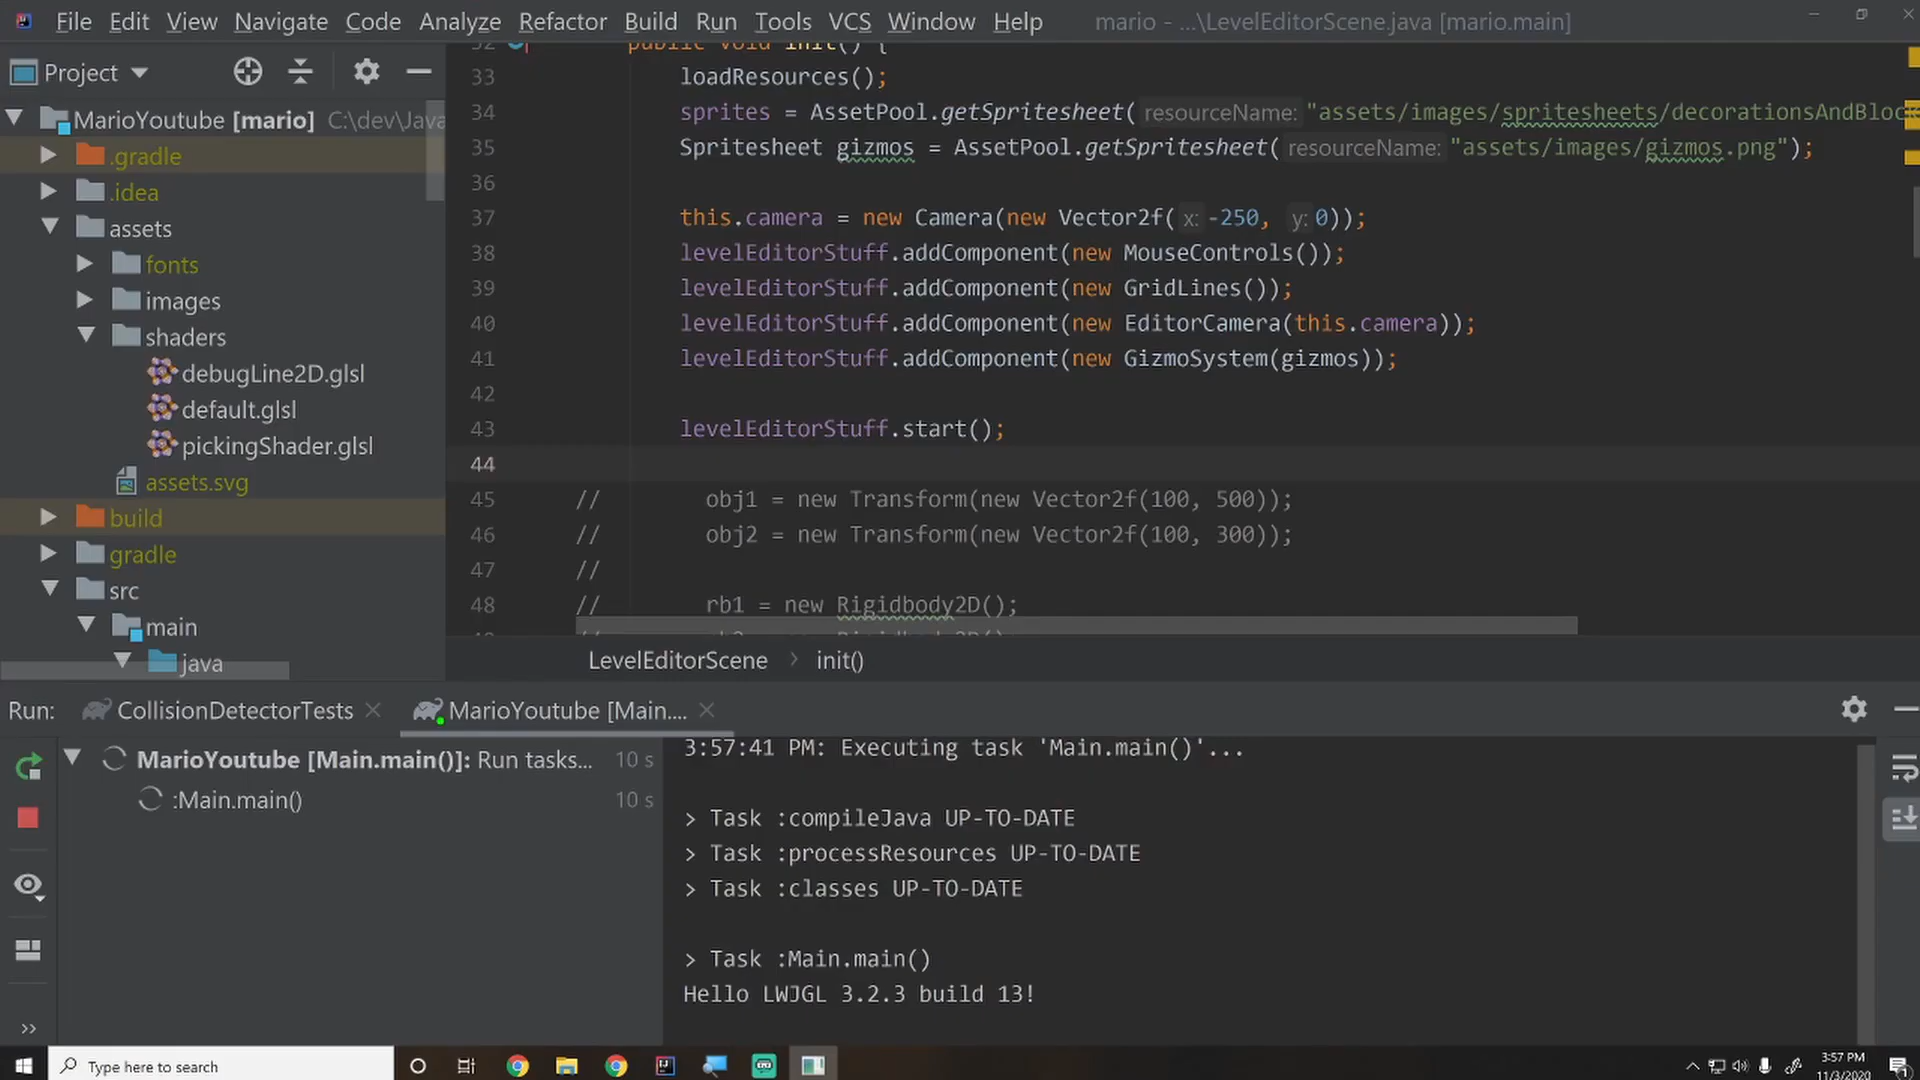 File Edit View Navigate Code Analyze Refactor Build Run Tools VCS Window Help mario - ...\LevelEditorScene.java [mario.main]
Project
MarioYoutube [mario] C:\dev\Java
.gradle
.idea
assets
fonts
images
shaders
debugLine2D.glsl
default.glsl
pickingShader.glsl
assets.svg
build
gradle
src
main
java
32 public void init() {
33 loadResources();
34 sprites = AssetPool.getSpritesheet( resourceName: "assets/images/spritesheets/decorationsAndBlock
35 Spritesheet gizmos = AssetPool.getSpritesheet( resourceName: "assets/images/gizmos.png");
36
37 this.camera = new Camera(new Vector2f( x: -250, y: 0));
38 levelEditorStuff.addComponent(new MouseControls());
39 levelEditorStuff.addComponent(new GridLines());
40 levelEditorStuff.addComponent(new EditorCamera(this.camera));
41 levelEditorStuff.addComponent(new GizmoSystem(gizmos));
42
43 levelEditorStuff.start();
44
45 // obj1 = new Transform(new Vector2f(100, 500));
46 // obj2 = new Transform(new Vector2f(100, 300));
47 //
48 // rb1 = new Rigidbody2D();
LevelEditorScene > init()
Run: CollisionDetectorTests MarioYoutube [Main....
MarioYoutube [Main.main()]: Run tasks... 10 s
:Main.main() 10 s
3:57:41 PM: Executing task 'Main.main()'...
> Task :compileJava UP-TO-DATE
> Task :processResources UP-TO-DATE
> Task :classes UP-TO-DATE
> Task :Main.main()
Hello LWJGL 3.2.3 build 13!
Type here to search
3:57 PM
11/3/2020